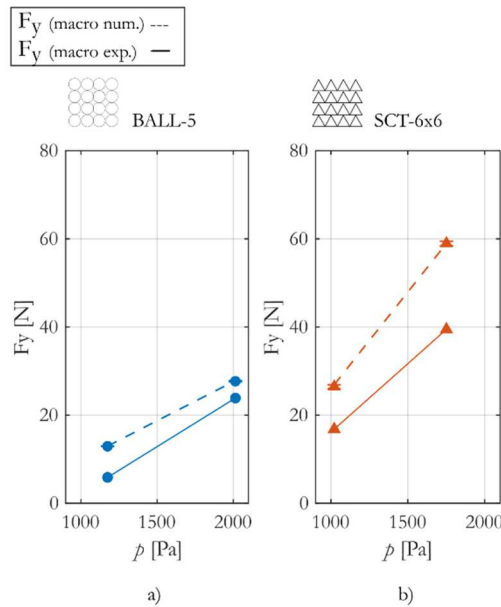 Fy (macro num.) ---
Fy (macro exp.) —
BALL-5
SCT-6x6
80
60
40
20
0
Fy [N]
1000 1500 2000
p [Pa]
a)
80
60
40
20
0
Fy [N]
1000 1500 2000
p [Pa]
b)